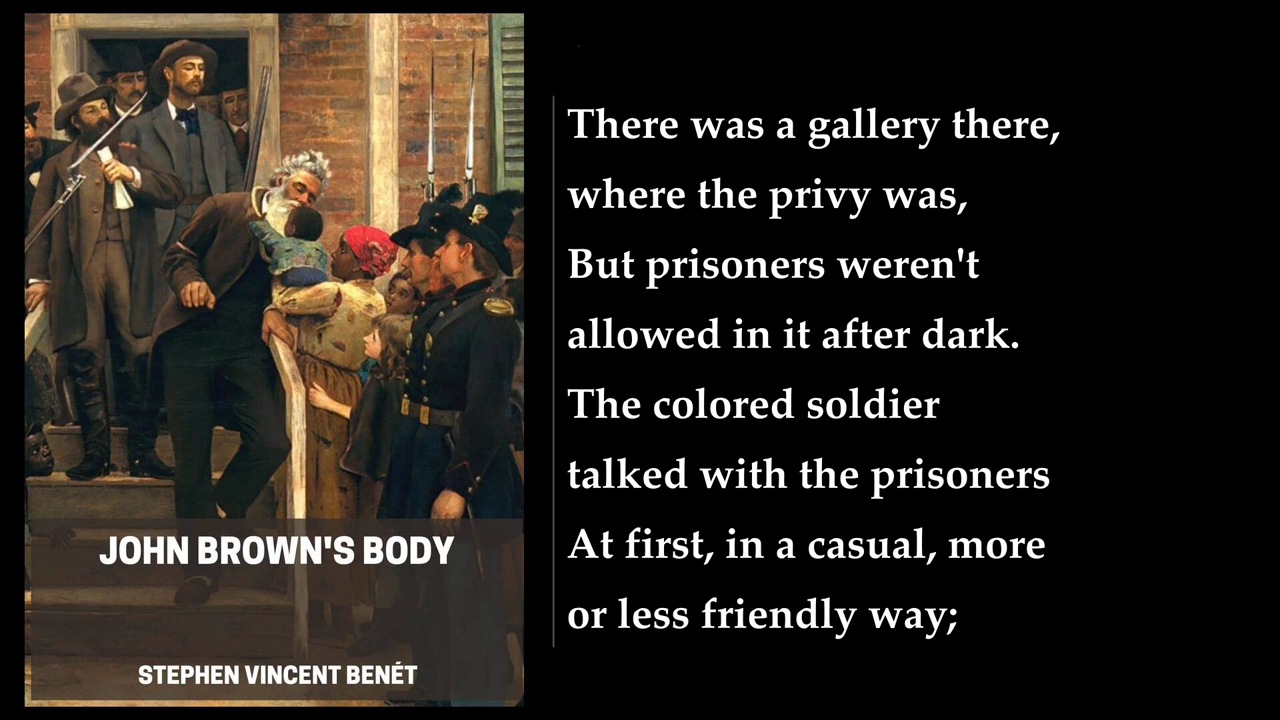 JOHN BROWN'S BODY
STEPHEN VINCENT BENÉT
There was a gallery there,
where the privy was,
But prisoners weren't
allowed in it after dark.
The colored soldier
talked with the prisoners
At first, in a casual, more
or less friendly way;